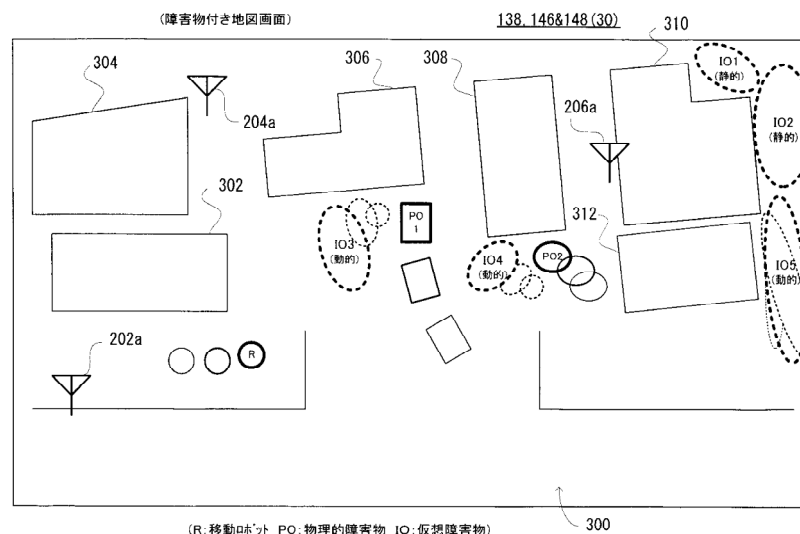 (障害物付き地図画面)
138, 146&148(30)
310
304
306
308
IO1
(静的)
204a
206a
IO2
(静的)
302
312
PO
1
IO3
(動的)
IO4
(動的)
PO2
IO5
(動的)
202a
R
300
(R:移動ロボット PO:物理的障害物 IO:仮想障害物)